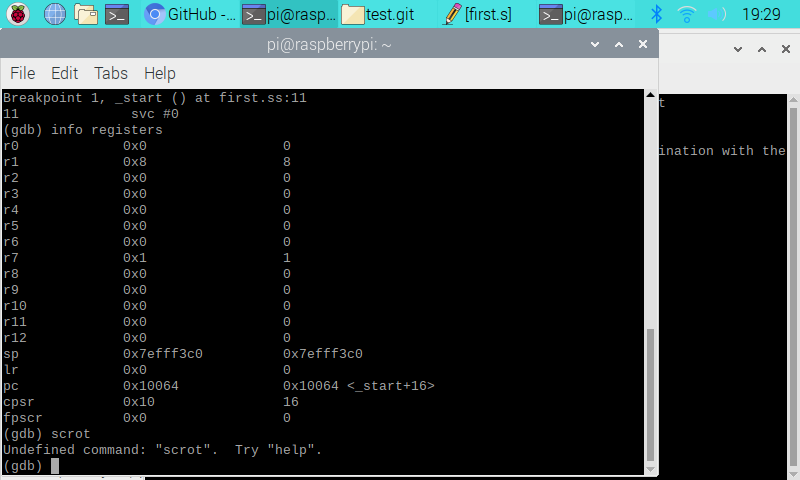 GitHub -... pi@rasp... test.git [first.s] pi@rasp... 19:29
pi@raspberrypi: ~
File Edit Tabs Help
Breakpoint 1, _start () at first.ss:11
11 svc #0
(gdb) info registers
r0 0x0 0
r1 0x8 8
r2 0x0 0
r3 0x0 0
r4 0x0 0
r5 0x0 0
r6 0x0 0
r7 0x1 1
r8 0x0 0
r9 0x0 0
r10 0x0 0
r11 0x0 0
r12 0x0 0
sp 0x7efff3c0 0x7efff3c0
lr 0x0 0
pc 0x10064 0x10064 <_start+16>
cpsr 0x10 16
fpscr 0x0 0
(gdb) scrot
Undefined command: "scrot".  Try "help".
(gdb)
t
ination with the